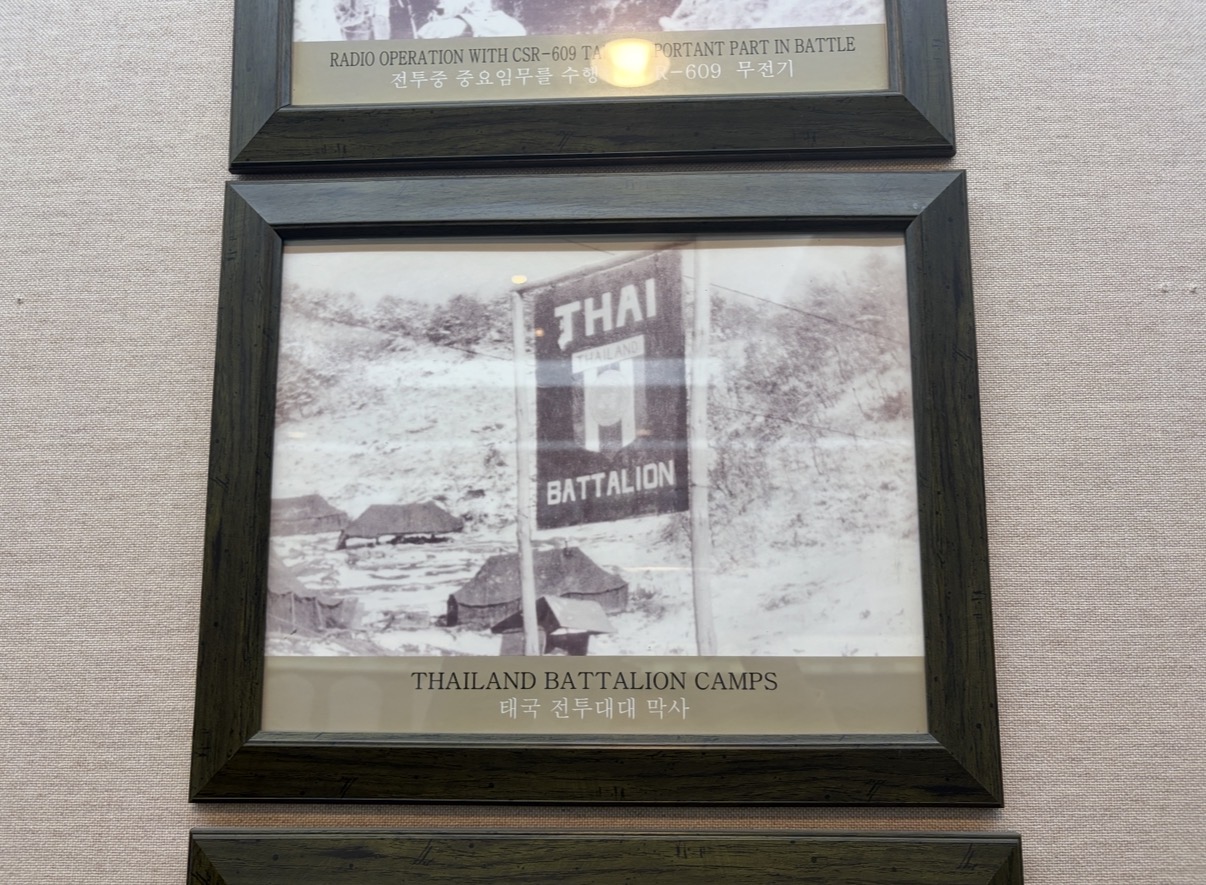 RADIO OPERATION WITH CSR-609 PORTANT PART IN BATTLE
전투중 중요임무를 수행 R-609 무전기
THAI
THAILAND
BATTALION
THAILAND BATTALION CAMPS
태국 전투대대 막사